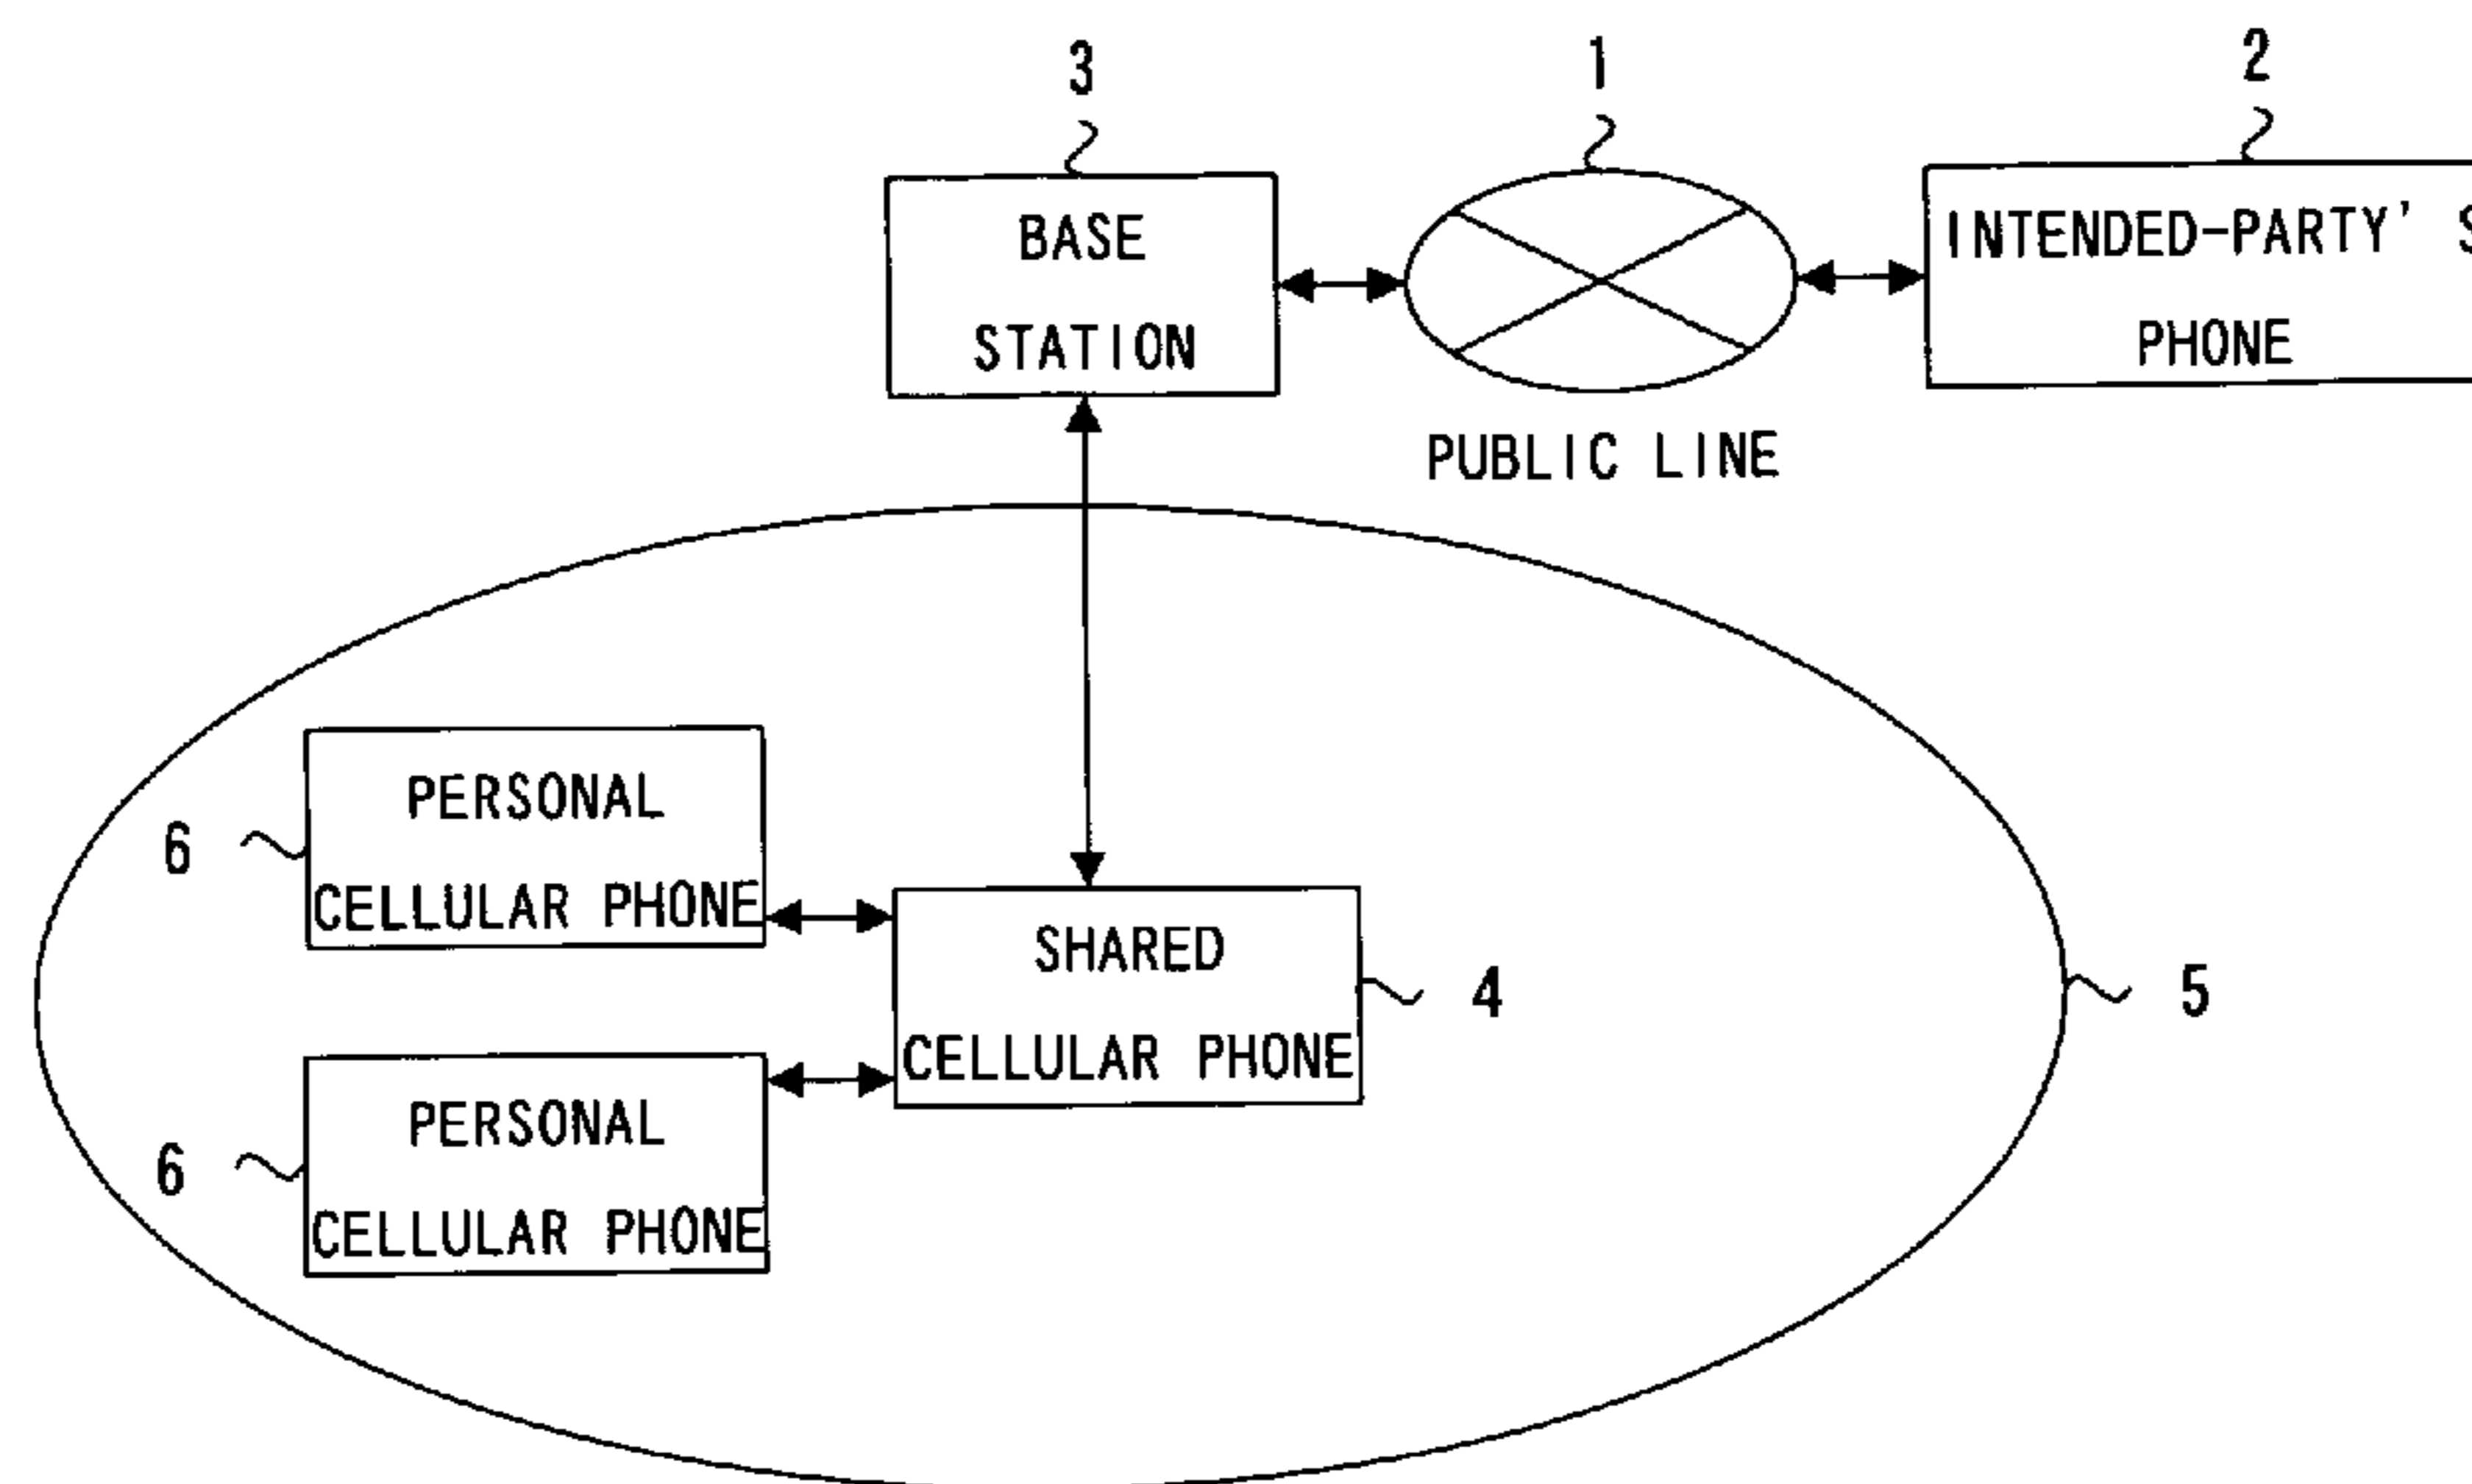 3
1
2
BASE
STATION
INTENDED-PARTY'S
PHONE
PUBLIC LINE
PERSONAL
CELLULAR PHONE
6
SHARED
CELLULAR PHONE
4
5
PERSONAL
CELLULAR PHONE
6